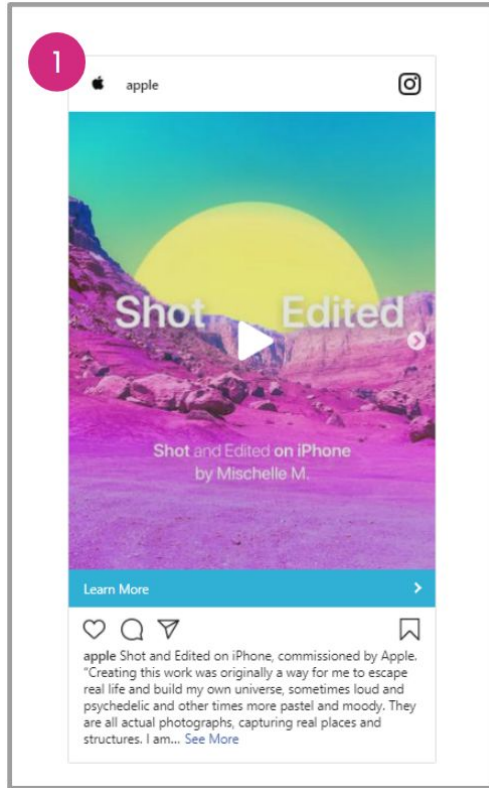 1
apple
Shot Edited
Shot and Edited on iPhone
by Mischelle M.
Learn More
apple Shot and Edited on iPhone, commissioned by Apple.
"Creating this work was originally a way for me to escape
real life and build my own universe, sometimes loud and
psychedelic and other times more pastel and moody. They
are all actual photographs, capturing real places and
structures. I am... See More